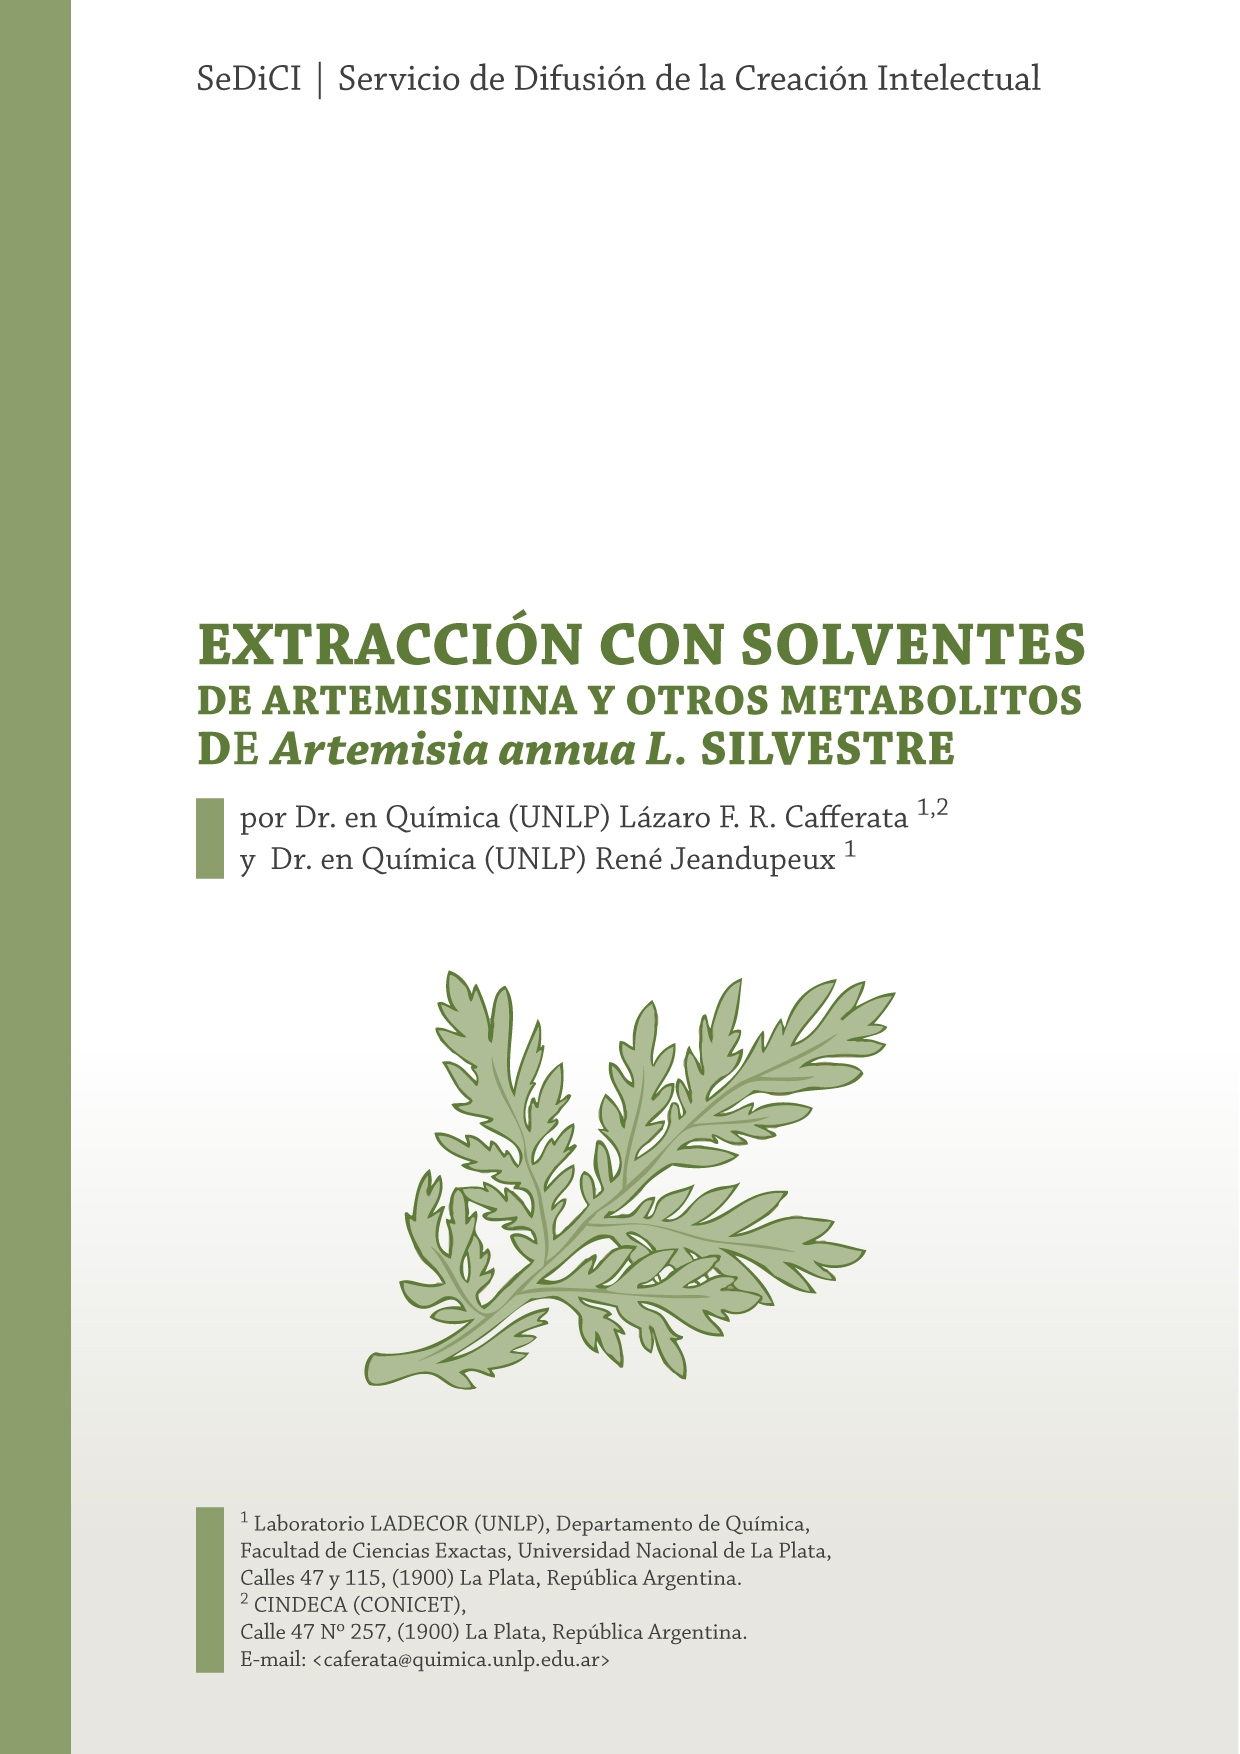 SeDiCI | Servicio de Difusión de la Creación Intelectual
EXTRACCIÓN CON SOLVENTES
DE ARTEMISININA Y OTROS METABOLITOS
DE Artemisia annua L. SILVESTRE
por Dr. en Química (UNLP) Lázaro F. R. Cafferata 1,2
y Dr. en Química (UNLP) René Jeandupeux 1
1 Laboratorio LADECOR (UNLP), Departamento de Química,
Facultad de Ciencias Exactas, Universidad Nacional de La Plata,
Calles 47 y 115, (1900) La Plata, República Argentina.
2 CINDECA (CONICET),
Calle 47 Nº 257, (1900) La Plata, República Argentina.
E-mail: <caferata@quimica.unlp.edu.ar>